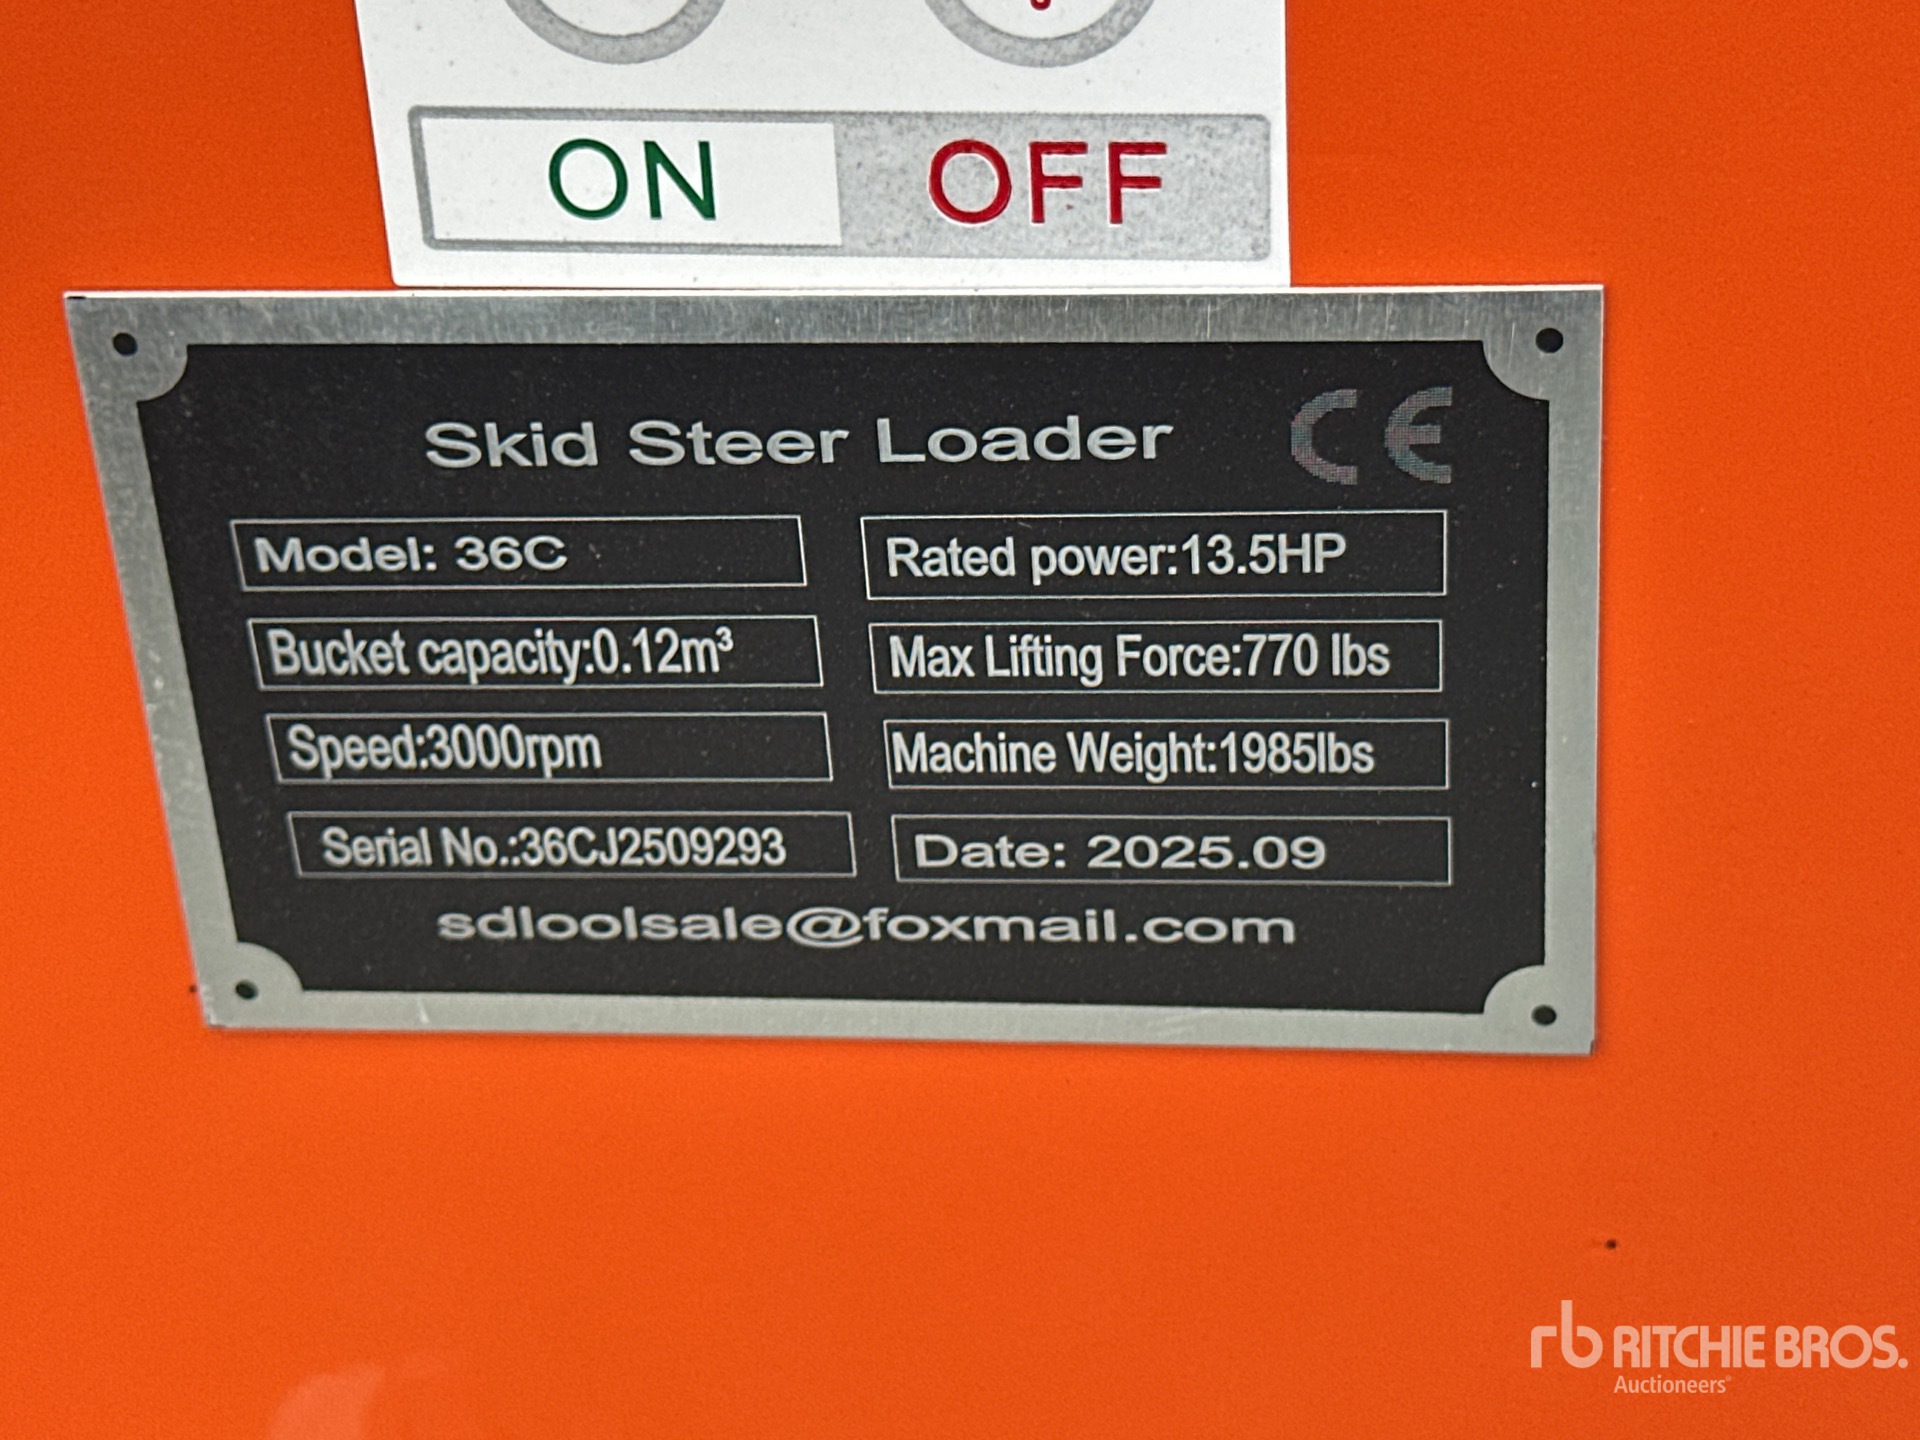 ON OFF
Skid Steer Loader CE
Model: 36C
Rated power:13.5HP
Bucket capacity:0.12m³
Max Lifting Force:770 lbs
Speed:3000rpm
Machine Weight:1985lbs
Serial No.:36CJ2509293
Date: 2025.09
sdloolsale@foxmail.com
rb RITCHIE BROS.
Auctioneers